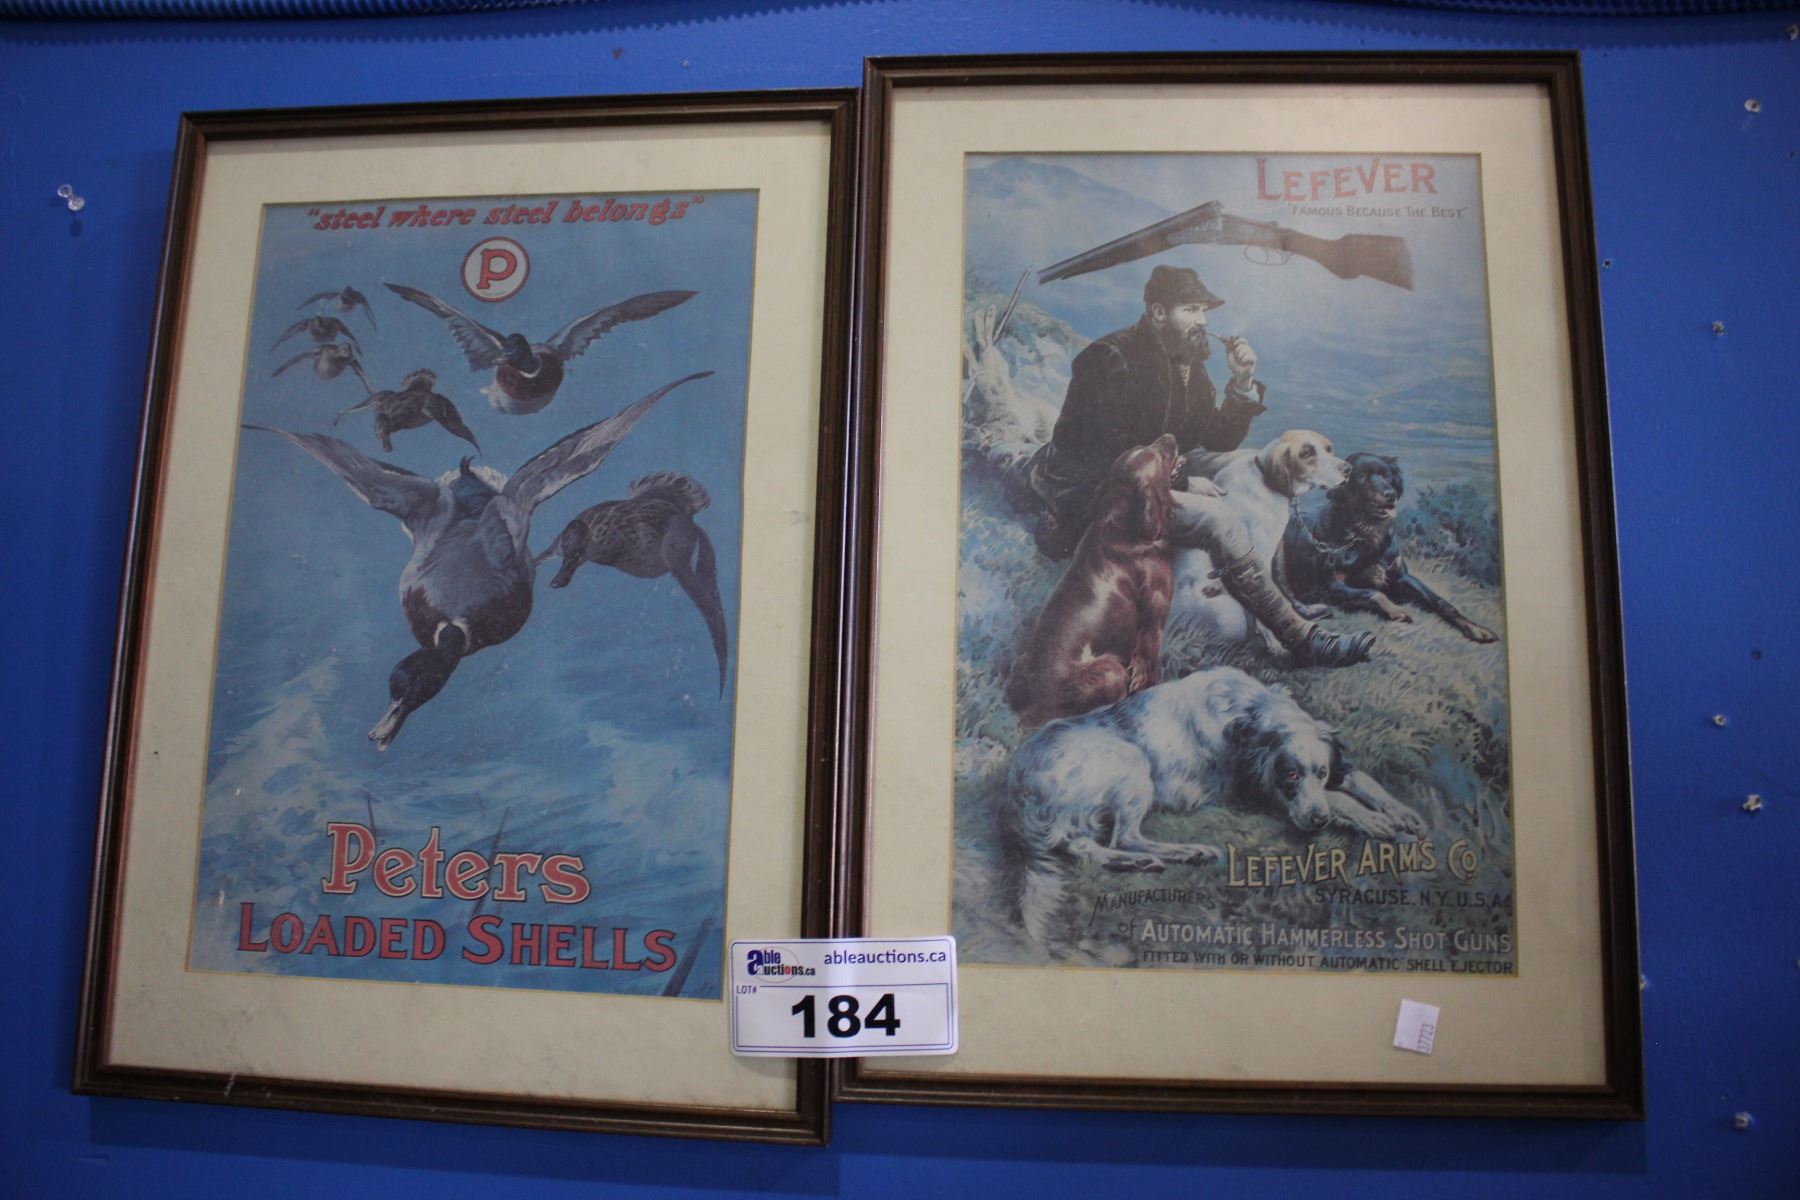 "steel where steel belongs"
P
Peters
LOADED SHELLS
LEFEVER
"FAMOUS BECAUSE THE BEST."
LEFEVER ARMS CO
MANUFACTURERS
SYRACUSE, N.Y. U.S.A.
of AUTOMATIC HAMMERLESS SHOT GUNS
FITTED WITH OR WITHOUT AUTOMATIC SHELL EJECTOR
able auctions.ca
ableauctions.ca
LOT#
184
37723